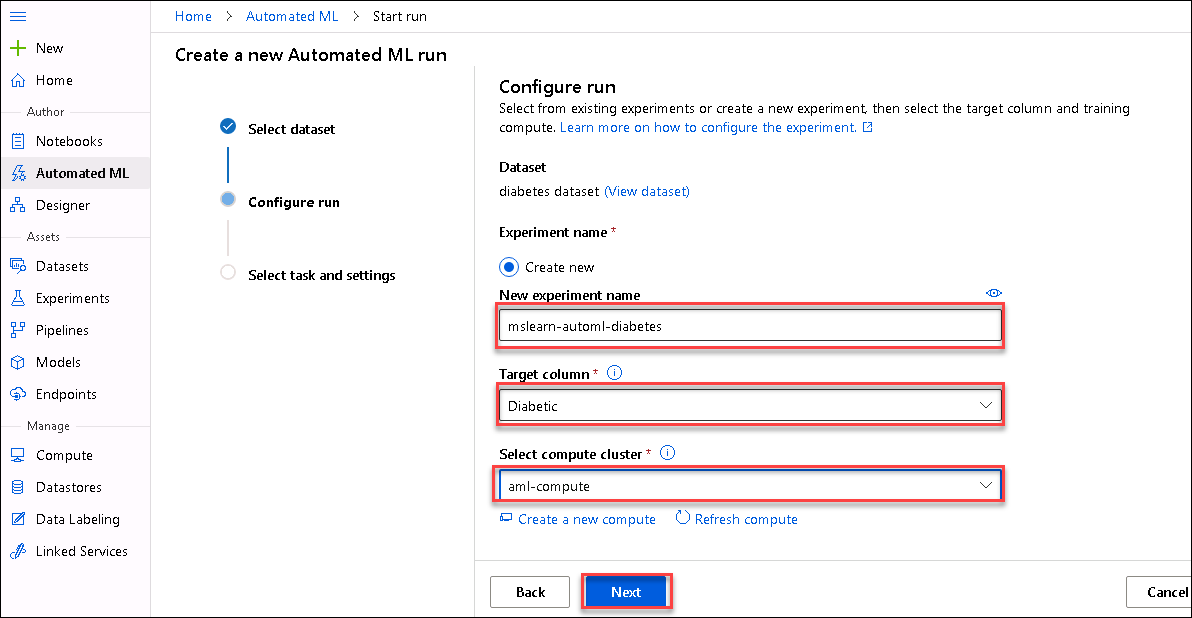 Home > Automated ML > Start run
New
Home
Author
Notebooks
Automated ML
Designer
Assets
Datasets
Experiments
Pipelines
Models
Endpoints
Manage
Compute
Datastores
Data Labeling
Linked Services
Create a new Automated ML run
Select dataset
Configure run
Select task and settings
Configure run
Select from existing experiments or create a new experiment, then select the target column and training
compute. Learn more on how to configure the experiment.
Dataset
diabetes dataset (View dataset)
Experiment name *
Create new
New experiment name
mslearn-automl-diabetes
Target column *
Diabetic
Select compute cluster *
aml-compute
Create a new compute Refresh compute
Back Next Cancel